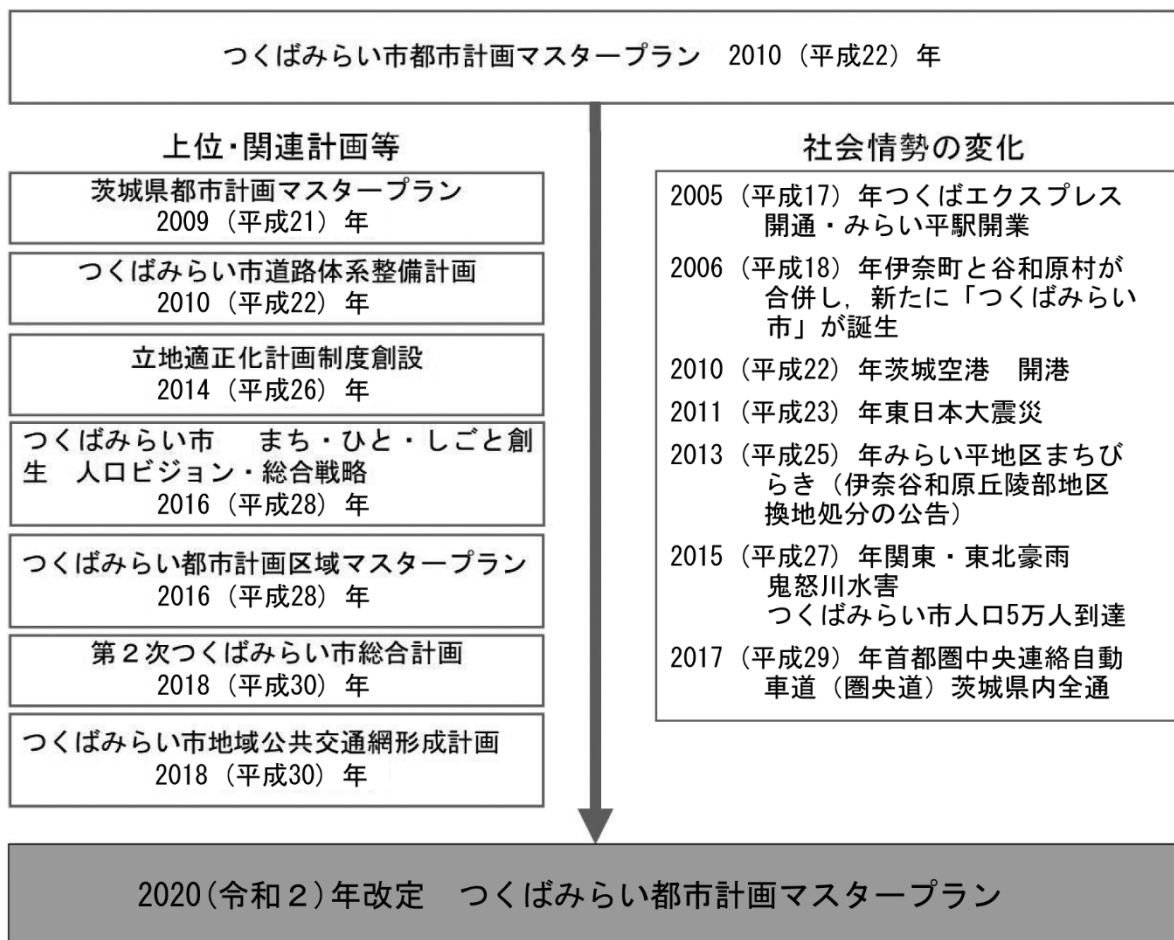 つくばみらい市都市計画マスタープラン　2010（平成22）年
上位・関連計画等
茨城県都市計画マスタープラン
2009（平成21）年
つくばみらい市道路体系整備計画
2010（平成22）年
立地適正化計画制度創設
2014（平成26）年
つくばみらい市　　まち・ひと・しごと創
生　人口ビジョン・総合戦略
2016（平成28）年
つくばみらい都市計画区域マスタープラン
2016（平成28）年
第２次つくばみらい市総合計画
2018（平成30）年
つくばみらい市地域公共交通網形成計画
2018（平成30）年
社会情勢の変化
2005（平成17）年つくばエクスプレス
開通・みらい平駅開業
2006（平成18）年伊奈町と谷和原村が
合併し，新たに「つくばみらい
市」が誕生
2010（平成22）年茨城空港　開港
2011（平成23）年東日本大震災
2013（平成25）年みらい平地区まちび
らき（伊奈谷和原丘陵部地区
換地処分の公告）
2015（平成27）年関東・東北豪雨
鬼怒川水害
つくばみらい市人口5万人到達
2017（平成29）年首都圏中央連絡自動
車道（圏央道）茨城県内全通
2020(令和２)年改定　つくばみらい都市計画マスタープラン